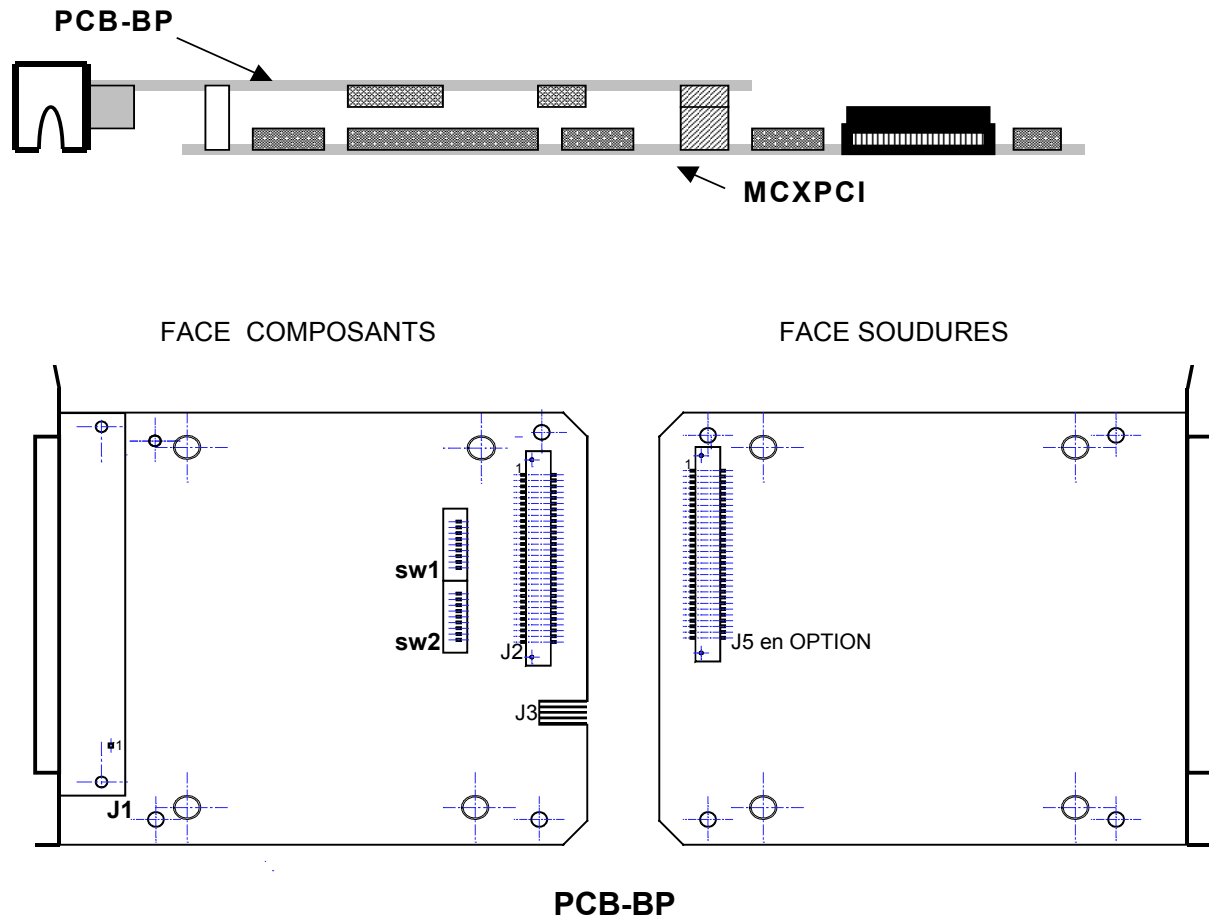 PCB-BP
MCXPCI
FACE COMPOSANTS
FACE SOUDURES
1
1
sw1
sw2
J2
J5 en OPTION
J3
1
J1
PCB-BP